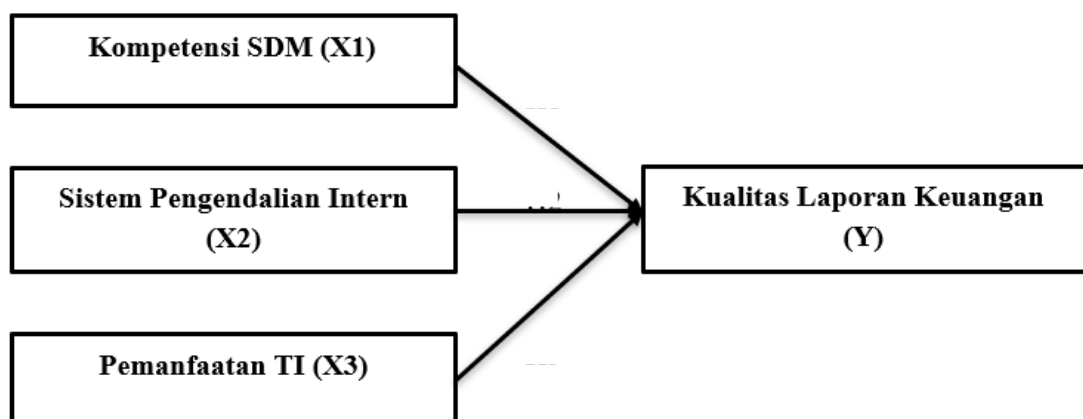 Kompetensi SDM (X1)
Sistem Pengendalian Intern
(X2)
Kualitas Laporan Keuangan
(Y)
Pemanfaatan TI (X3)